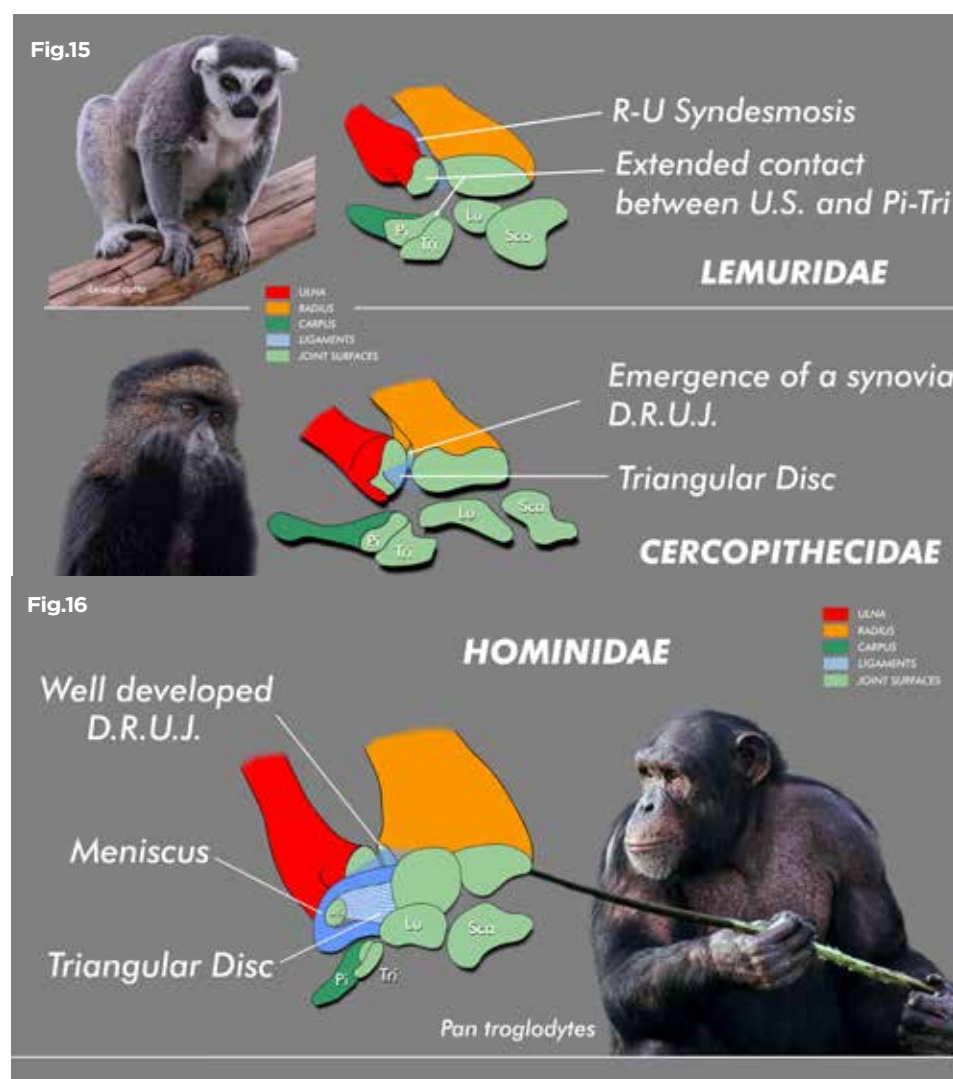 Fig.15
R-U Syndesmosis
Extended contact
between U.S. and Pi-Tri
Pi
Tri
Lu
Sca
LEMURIDAE
ULNA
RADIUS
CARPUS
LIGAMENTS
JOINT SURFACES
Emergence of a synovia
D.R.U.J.
Triangular Disc
Pi
Tri
Lu
Sca
CERCOPITHECIDAE
Fig.16
HOMINIDAE
ULNA
RADIUS
CARPUS
LIGAMENTS
JOINT SURFACES
Well developed
D.R.U.J.
Meniscus
Triangular Disc
Lu
Sca
Pi
Tri
Pan troglodytes